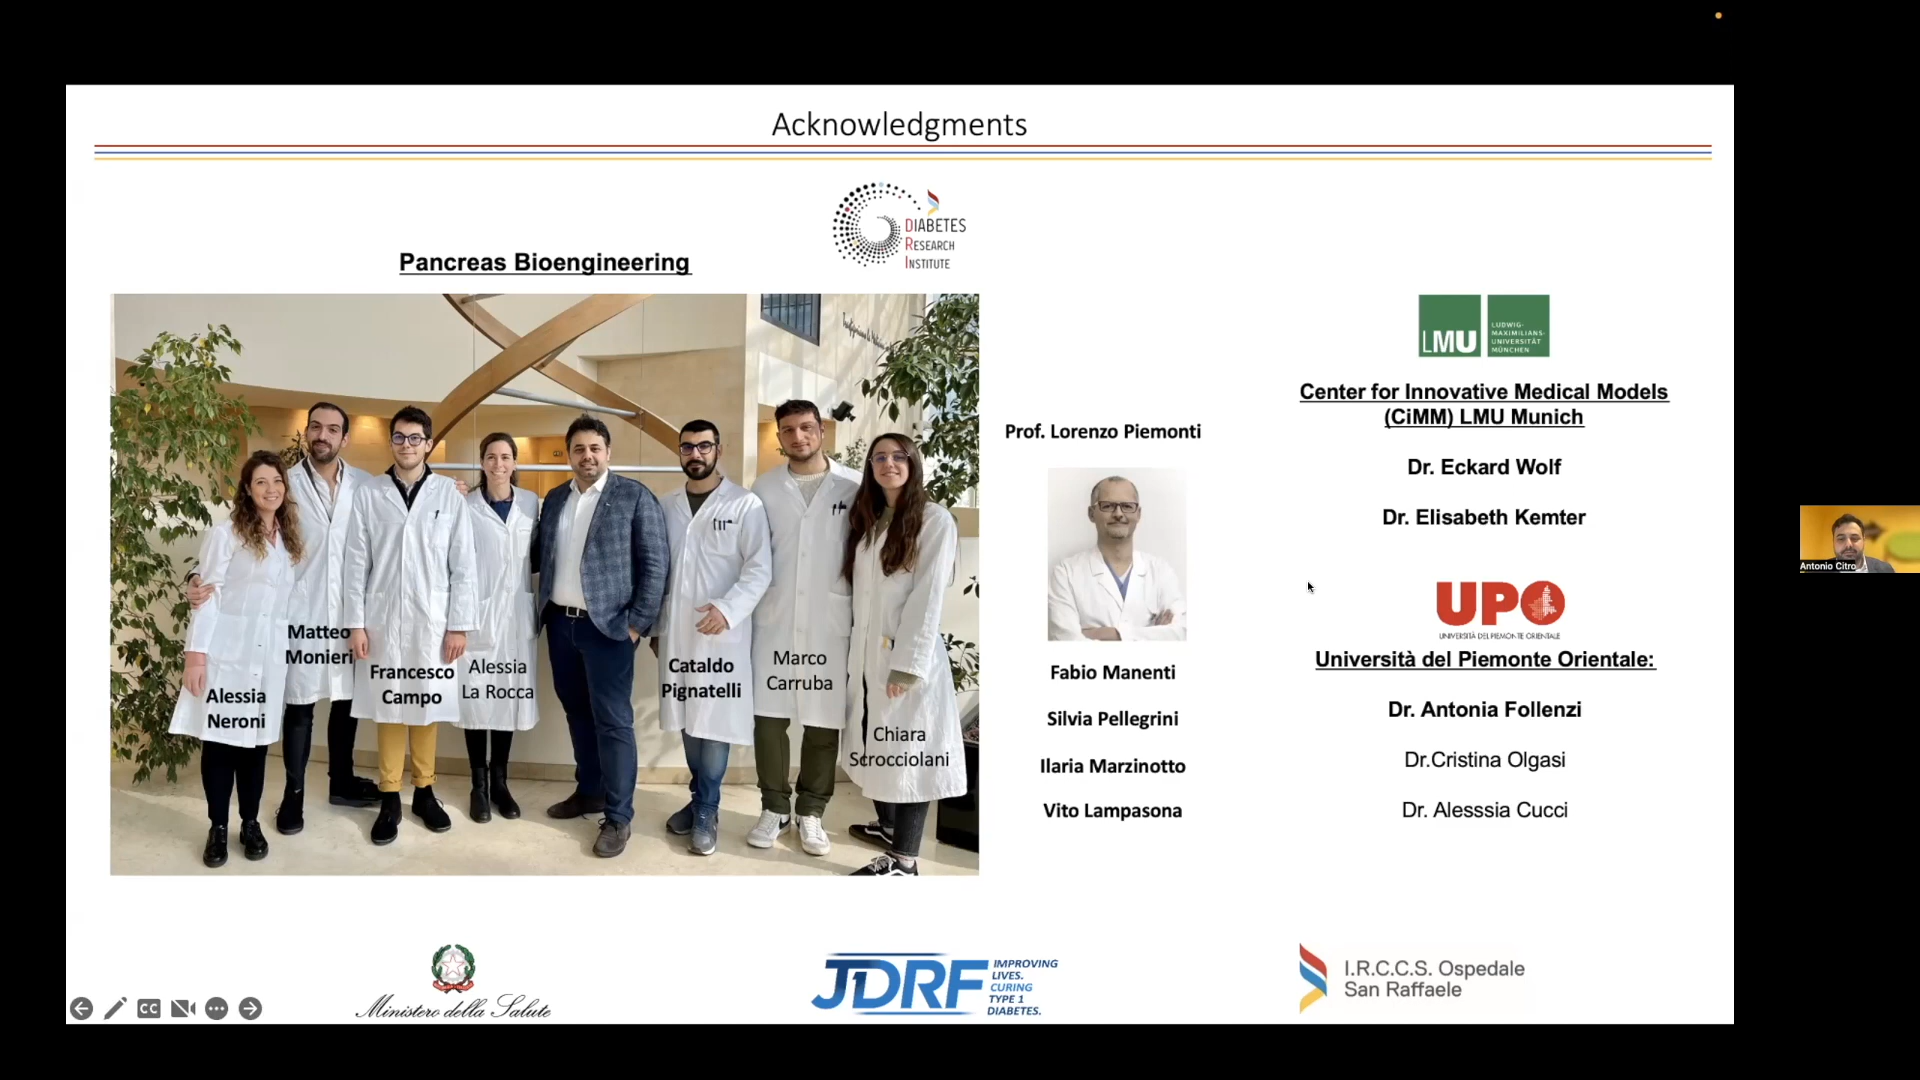 Acknowledgments
DIABETES
RESEARCH
INSTITUTE
Pancreas Bioengineering
Alessia
Neroni
Matteo
Monieri
Francesco
Campo
Alessia
La Rocca
Cataldo
Pignatelli
Marco
Carruba
Chiara
Scrocciolani
Prof. Lorenzo Piemonti
Fabio Manenti
Silvia Pellegrini
Ilaria Marzinotto
Vito Lampasona
LMU
LUDWIG-
MAXIMILIANS-
UNIVERSITÄT
MÜNCHEN
Center for Innovative Medical Models
(CiMM) LMU Munich
Dr. Eckard Wolf
Dr. Elisabeth Kemter
UPO
UNIVERSITÀ DEL PIEMONTE ORIENTALE
Università del Piemonte Orientale:
Dr. Antonia Follenzi
Dr.Cristina Olgasi
Dr. Alesssia Cucci
Antonio Citro
CC
Ministero della Salute
JDRF
IMPROVING
LIVES.
CURING
TYPE 1
DIABETES.
I.R.C.C.S. Ospedale
San Raffaele